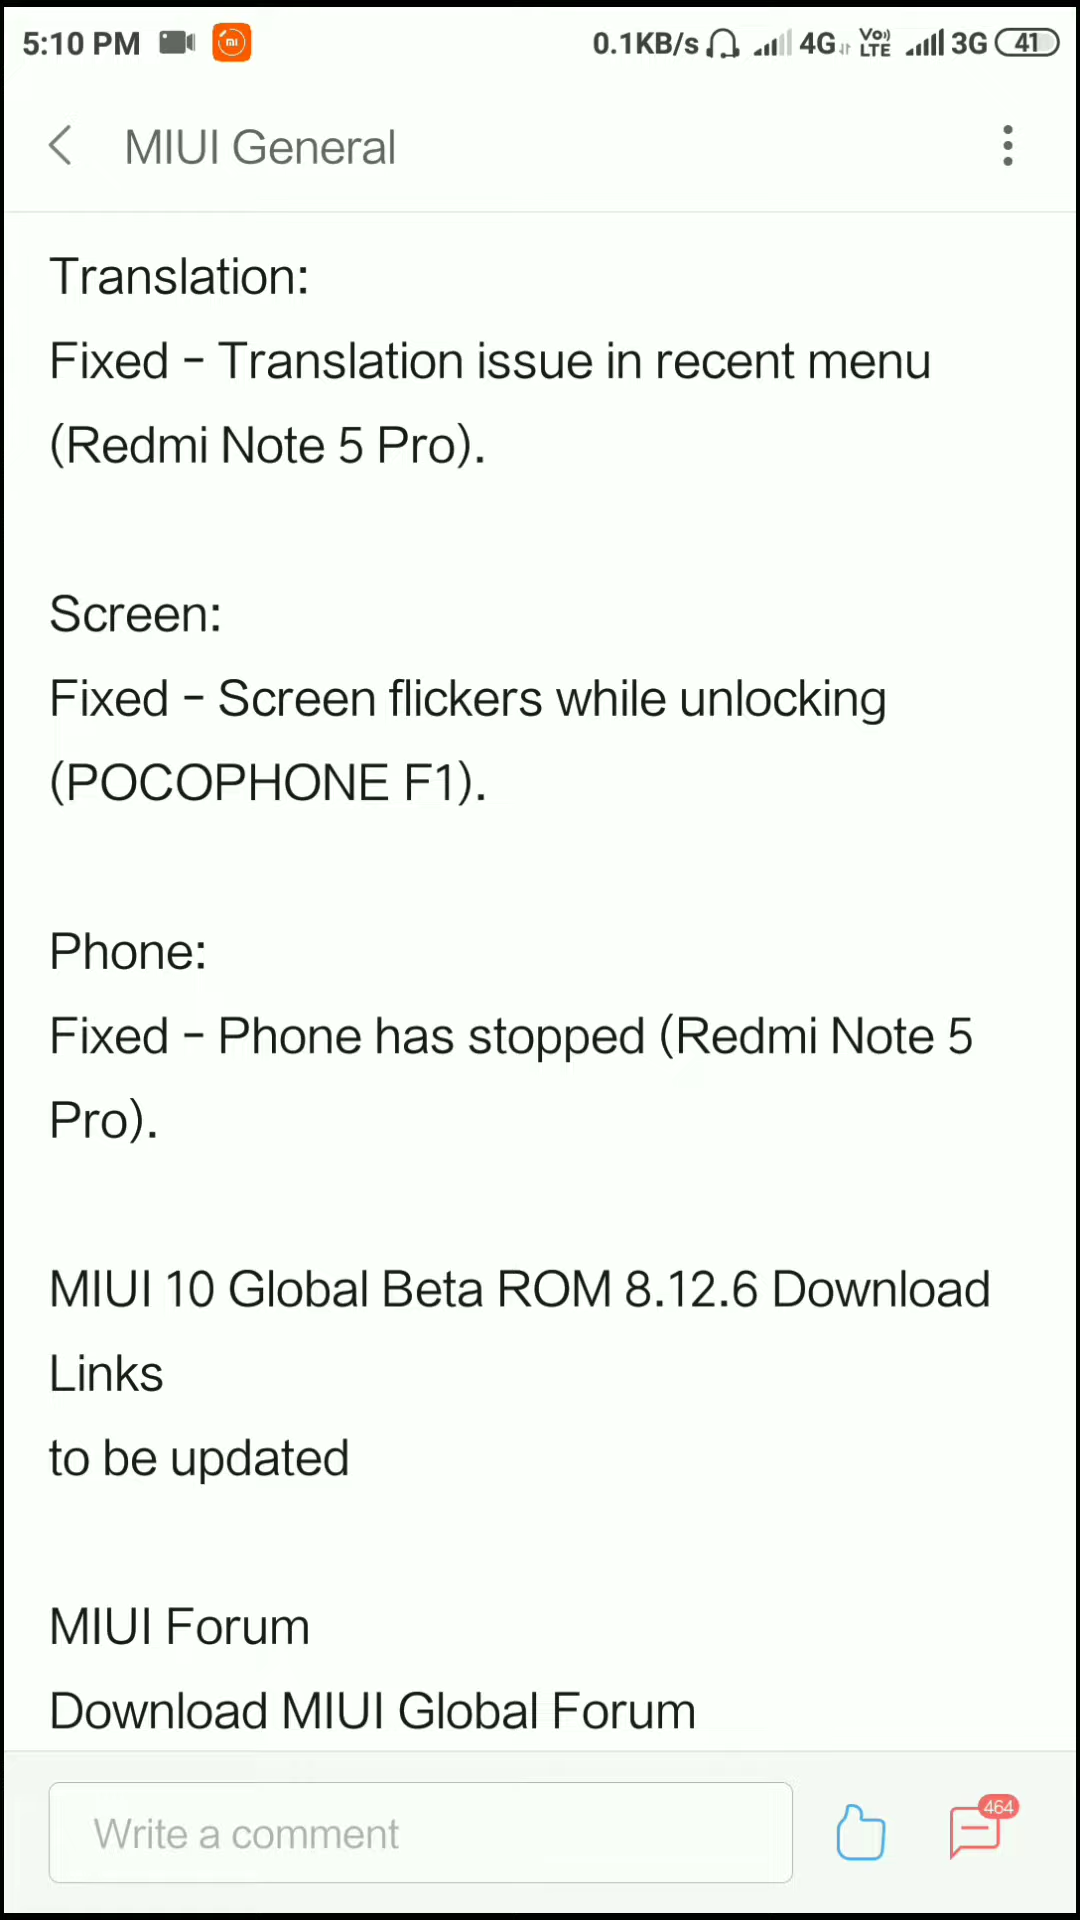 5:10 PM mi 0.1KB/s 4G VoLTE 3G 41
MIUI General
Translation:
Fixed - Translation issue in recent menu
(Redmi Note 5 Pro).
Screen:
Fixed - Screen flickers while unlocking
(POCOPHONE F1).
Phone:
Fixed - Phone has stopped (Redmi Note 5
Pro).
MIUI 10 Global Beta ROM 8.12.6 Download
Links
to be updated
MIUI Forum
Download MIUI Global Forum
464
Write a comment